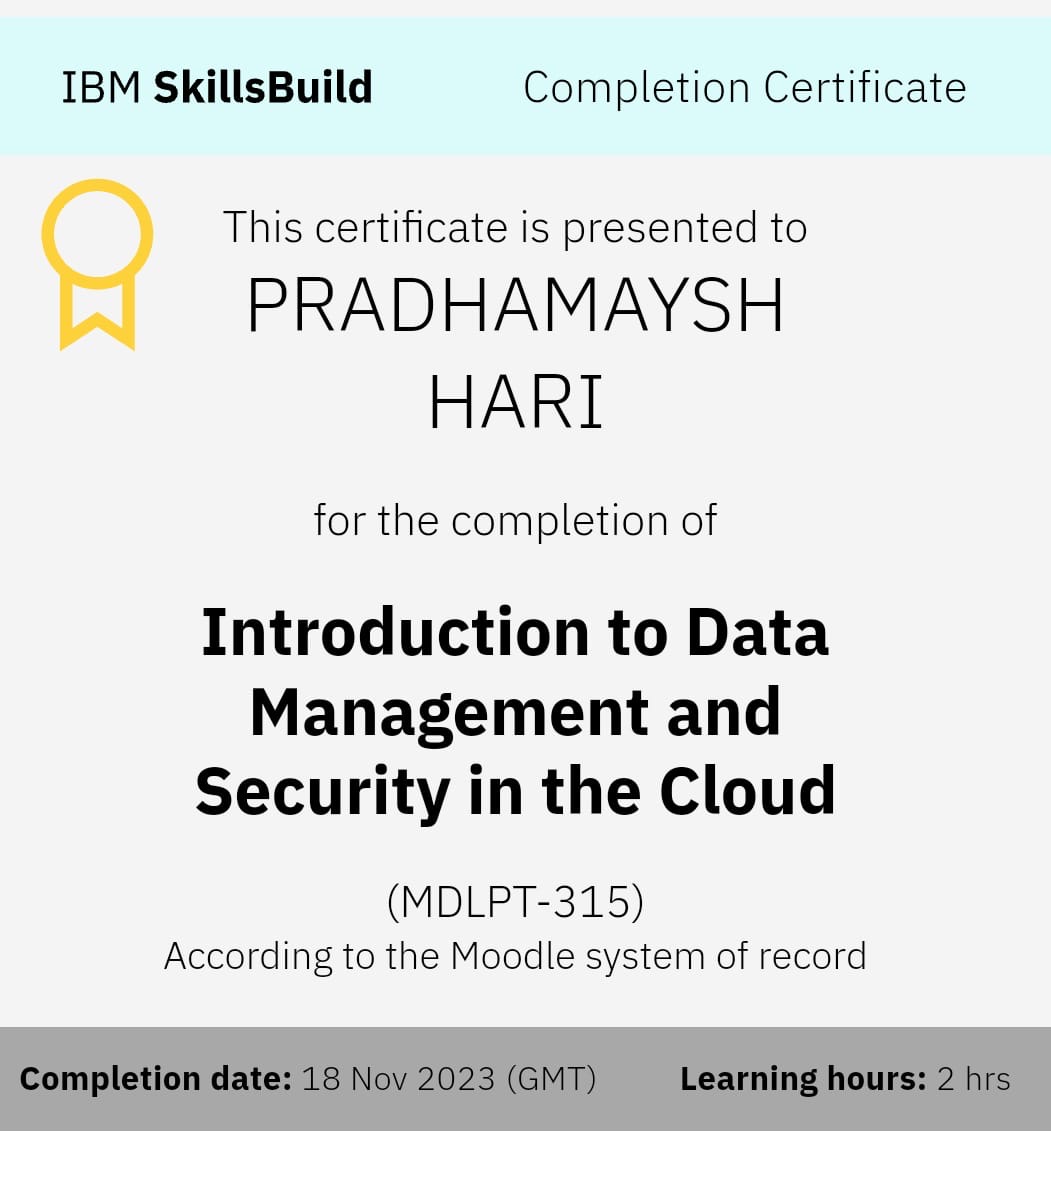 IBM SkillsBuild Completion Certificate
This certificate is presented to
PRADHAMAYSH
HARI
for the completion of
Introduction to Data
Management and
Security in the Cloud
(MDLPT-315)
According to the Moodle system of record
Completion date: 18 Nov 2023 (GMT) Learning hours: 2 hrs